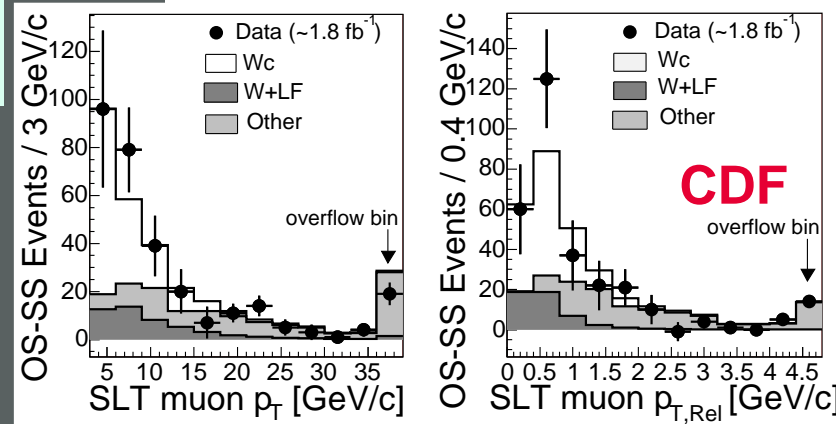 OS-SS Events / 3 GeV/c
120
100
80
60
40
20
0
Data (~1.8 fb⁻¹)
Wc
W+LF
Other
overflow bin
5 10 15 20 25 30 35
SLT muon p_T [GeV/c]
OS-SS Events / 0.4 GeV/c
140
120
100
80
60
40
20
0
Data (~1.8 fb⁻¹)
Wc
W+LF
Other
CDF
overflow bin
0 0.5 1 1.5 2 2.5 3 3.5 4 4.5
SLT muon p_T,Rel [GeV/c]